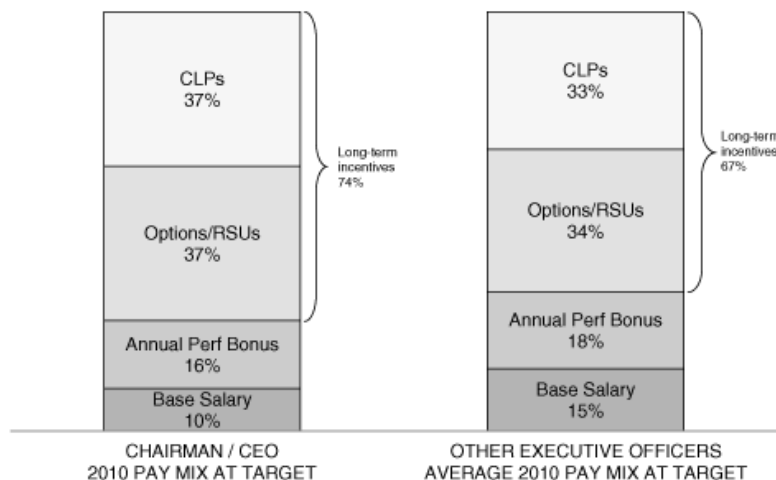 CLPs
37%
Long-term
incentives
74%
Options/RSUs
37%
Annual Perf Bonus
16%
Base Salary
10%
CHAIRMAN / CEO
2010 PAY MIX AT TARGET
CLPs
33%
Long-term
incentives
67%
Options/RSUs
34%
Annual Perf Bonus
18%
Base Salary
15%
OTHER EXECUTIVE OFFICERS
AVERAGE 2010 PAY MIX AT TARGET